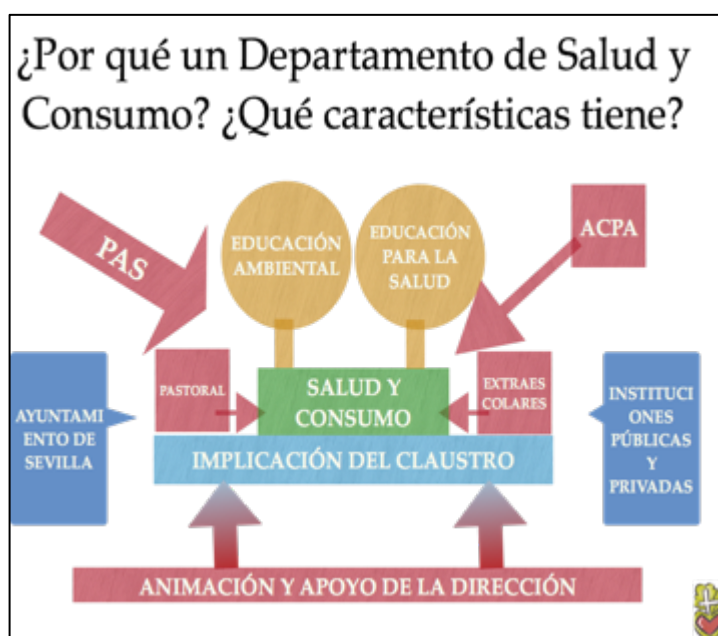 ¿Por qué un Departamento de Salud y
Consumo? ¿Qué características tiene?
PAS
EDUCACIÓN
AMBIENTAL
EDUCACIÓN
PARA LA
SALUD
ACPA
PASTORAL
SALUD Y
CONSUMO
EXTRAES
COLARES
AYUNTAMI
ENTO DE
SEVILLA
INSTITUCI
ONES
PÚBLICAS
Y
PRIVADAS
IMPLICACIÓN DEL CLAUSTRO
ANIMACIÓN Y APOYO DE LA DIRECCIÓN